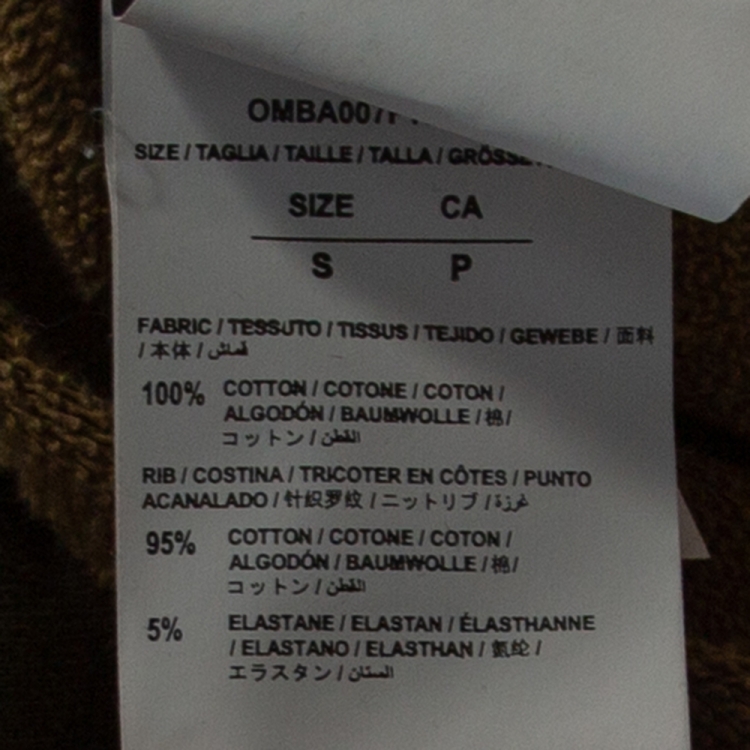 OMBA007F
SIZE / TAGLIA / TAILLE / TALLA / GRÖSSE
SIZE CA
S P
FABRIC / TESSUTO / TISSUS / TEJIDO / GEWEBE / 面料
/ 本体 / قماش
100% COTTON / COTONE / COTON /
ALGODÓN / BAUMWOLLE / 棉/
コットン / القطن
RIB / COSTINA / TRICOTER EN CÔTES / PUNTO
ACANALADO / 针织罗纹 / ニットリブ / غرزة
95% COTTON / COTONE / COTON /
ALGODÓN / BAUMWOLLE / 棉/
コットン / القطن
5% ELASTANE / ELASTAN / ÉLASTHANNE
/ ELASTANO / ELASTHAN / 氨纶 /
エラスタン / الستان